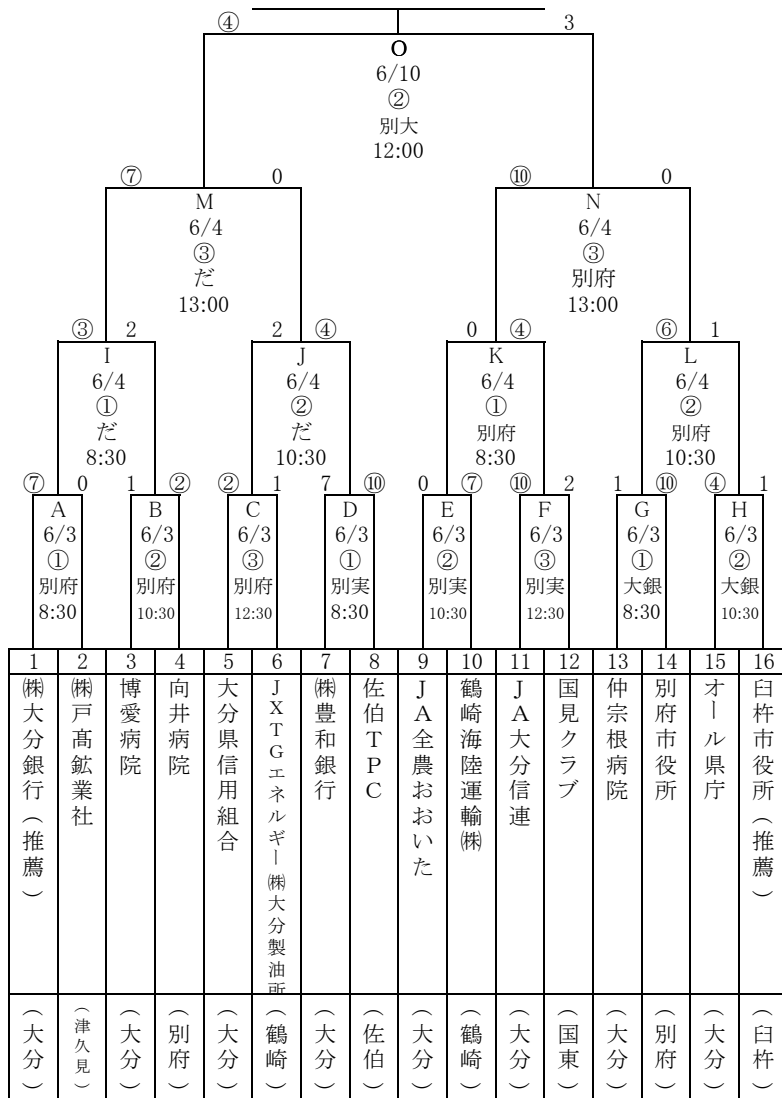 ④ 3
O
6/10
②
別大
12:00
⑦ 0 ⑩ 0
M N
6/4 6/4
③ ③
だ 別府
13:00 13:00
③ 2 2 ④ 0 ④ ⑥ 1
I J K L
6/4 6/4 6/4 6/4
① ② ① ②
だ だ 別府 別府
8:30 10:30 8:30 10:30
⑦ 0 1 ② ② 1 7 ⑩ 0 ⑦ ⑩ 2 1 ⑩ ④ 1
A B C D E F G H
6/3 6/3 6/3 6/3 6/3 6/3 6/3 6/3
① ② ③ ① ② ③ ① ②
別府 別府 別府 別実 別実 別実 大銀 大銀
8:30 10:30 12:30 8:30 10:30 12:30 8:30 10:30
1 2 3 4 5 6 7 8 9 10 11 12 13 14 15 16
㈱大分銀行（推薦）
㈱戸髙鉱業社
博愛病院
向井病院
大分県信用組合
JXTGエネルギー㈱大分製油所
㈱豊和銀行
佐伯TPC
JA全農おおいた
鶴崎海陸運輸㈱
JA大分信連
国見クラブ
仲宗根病院
別府市役所
オール県庁
臼杵市役所（推薦）
（大分）
（津久見）
（大分）
（別府）
（大分）
（鶴崎）
（大分）
（佐伯）
（大分）
（鶴崎）
（大分）
（国東）
（大分）
（別府）
（大分）
（臼杵）